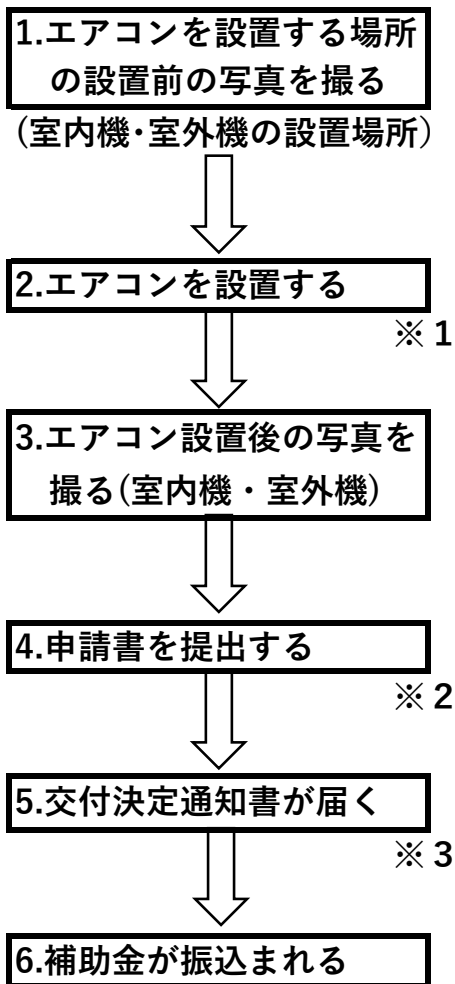 1.エアコンを設置する場所
の設置前の写真を撮る
(室内機･室外機の設置場所)
2.エアコンを設置する
※1
3.エアコン設置後の写真を
撮る(室内機・室外機)
4.申請書を提出する
※2
5.交付決定通知書が届く
※3
6.補助金が振込まれる